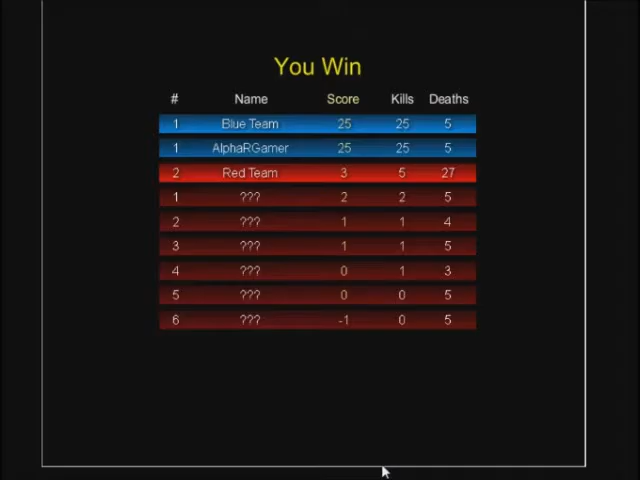 You Win
# Name Score Kills Deaths
1 Blue Team 25 25 5
1 AlphaRGamer 25 25 5
2 Red Team 3 5 27
1 ??? 2 2 5
2 ??? 1 1 4
3 ??? 1 1 5
4 ??? 0 1 3
5 ??? 0 0 5
6 ??? -1 0 5